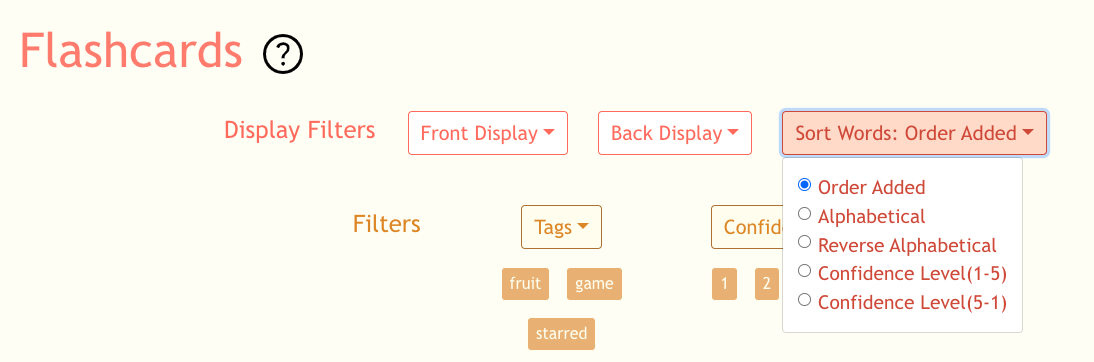 Flashcards ?
Display Filters Front Display Back Display Sort Words: Order Added
Order Added
Alphabetical
Reverse Alphabetical
Confidence Level(1-5)
Confidence Level(5-1)
Filters Tags Confid
fruit game 1 2
starred